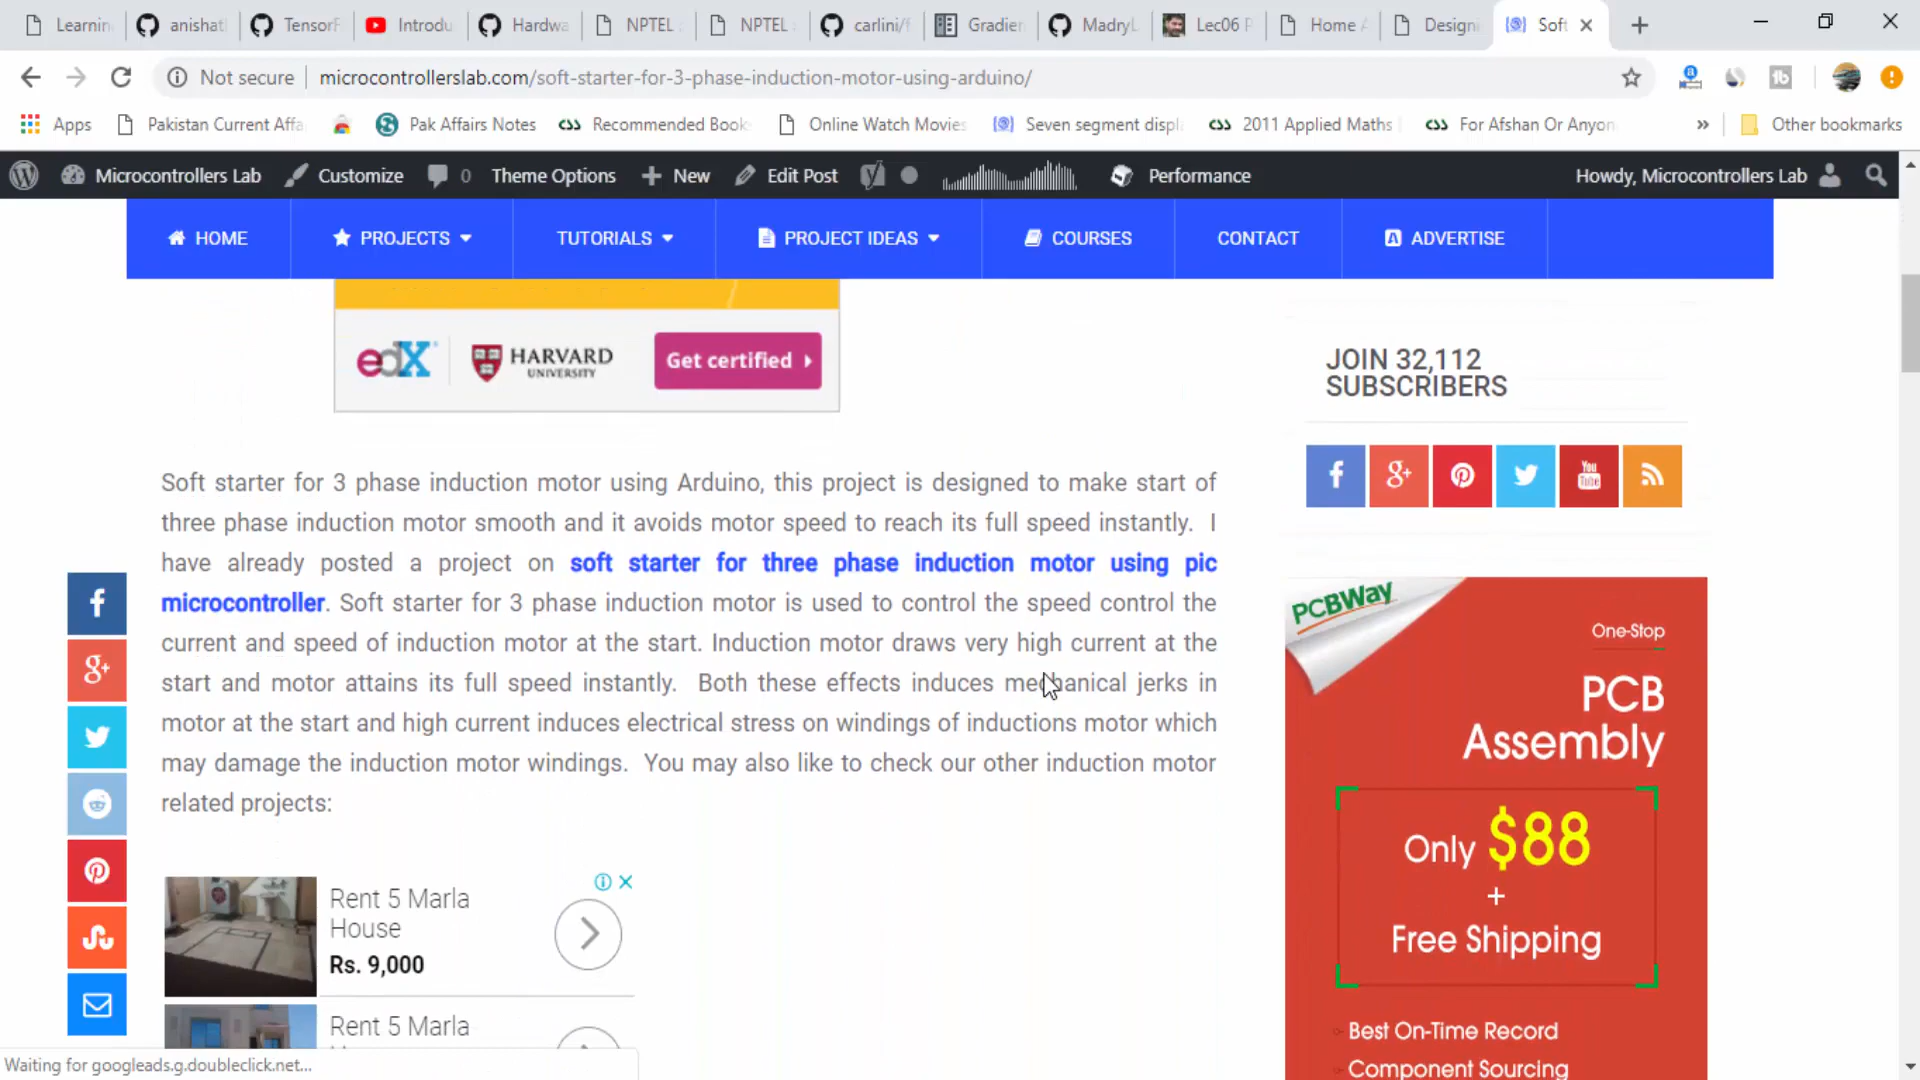 Learnin
anishat
TensorF
Introdu
Hardwa
NPTEL
NPTEL
carlini/f
Gradien
MadryL
Lec06 P
Home A
Designi
Soft
Not secure
microcontrollerslab.com/soft-starter-for-3-phase-induction-motor-using-arduino/
Apps
Pakistan Current Affa
Pak Affairs Notes
Recommended Book
Online Watch Movies
Seven segment displ
2011 Applied Maths
For Afshan Or Anyon
Other bookmarks
Microcontrollers Lab
Customize
0
Theme Options
New
Edit Post
Performance
Howdy, Microcontrollers Lab
HOME
PROJECTS
TUTORIALS
PROJECT IDEAS
COURSES
CONTACT
ADVERTISE
edX
HARVARD
UNIVERSITY
Get certified
JOIN 32,112
SUBSCRIBERS
You
Tube
Soft starter for 3 phase induction motor using Arduino, this project is designed to make start of
three phase induction motor smooth and it avoids motor speed to reach its full speed instantly. I
have already posted a project on soft starter for three phase induction motor using pic
microcontroller. Soft starter for 3 phase induction motor is used to control the speed control the
current and speed of induction motor at the start. Induction motor draws very high current at the
start and motor attains its full speed instantly. Both these effects induces mechanical jerks in
motor at the start and high current induces electrical stress on windings of inductions motor which
may damage the induction motor windings. You may also like to check our other induction motor
related projects:
PCBWay
One-Stop
PCB
Assembly
Only $88
+
Free Shipping
Best On-Time Record
Component Sourcing
Rent 5 Marla
House
Rs. 9,000
Rent 5 Marla
Waiting for googleads.g.doubleclick.net...